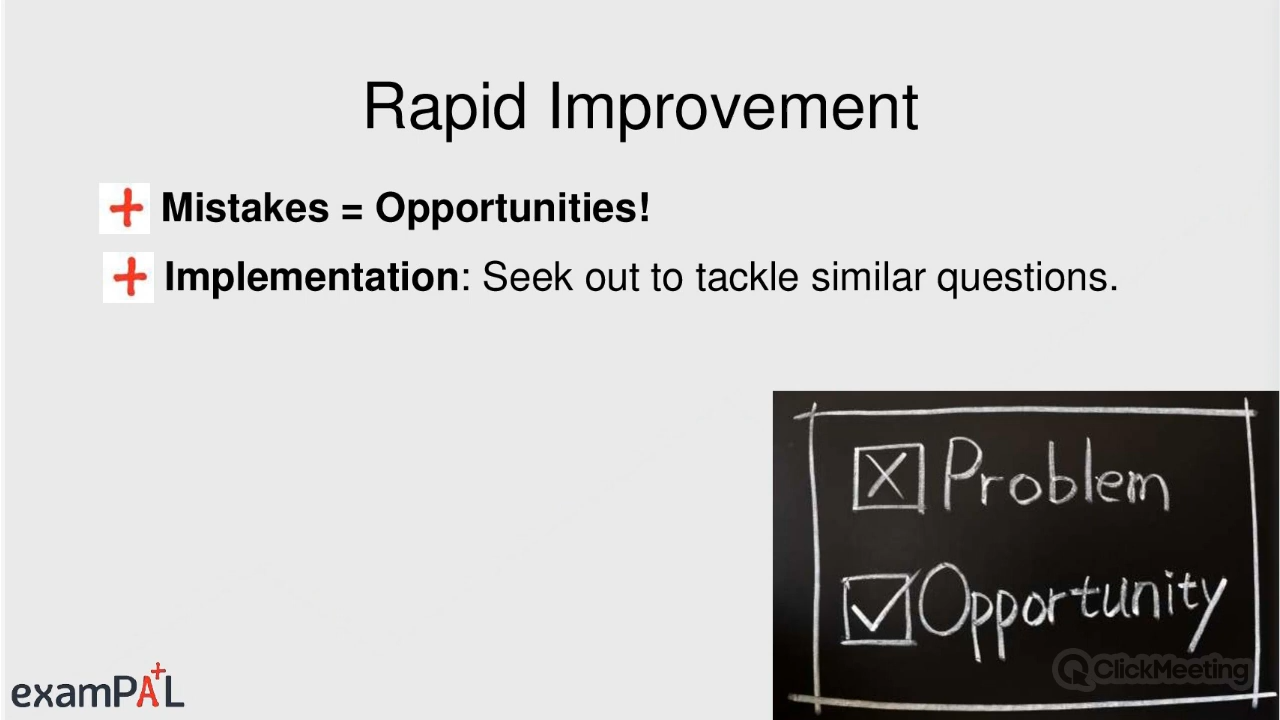 Rapid Improvement
Mistakes = Opportunities!
Implementation: Seek out to tackle similar questions.
Problem
Opportunity
ClickMeeting
examPAL